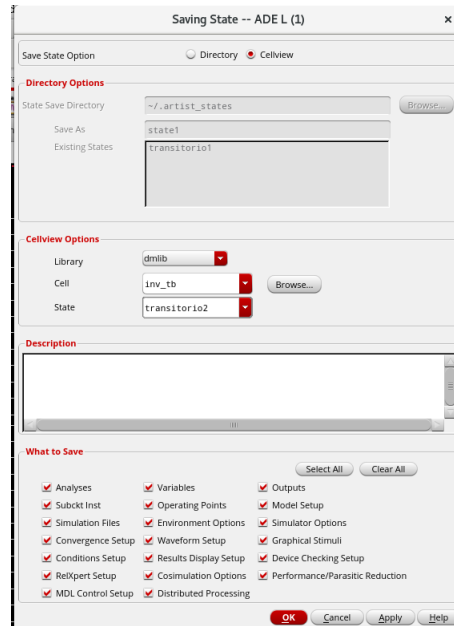 Saving State -- ADE L (1) ×
Save State Option Directory Cellview
Directory Options
State Save Directory ~/.artist_states Browse...
Save As state1
Existing States transitorio1
Cellview Options
Library dmlib
Cell inv_tb Browse...
State transitorio2
Description
What to Save
Select All Clear All
Analyses Variables Outputs
Subckt Inst Operating Points Model Setup
Simulation Files Environment Options Simulator Options
Convergence Setup Waveform Setup Graphical Stimuli
Conditions Setup Results Display Setup Device Checking Setup
RelXpert Setup Cosimulation Options Performance/Parasitic Reduction
MDL Control Setup Distributed Processing
OK Cancel Apply Help